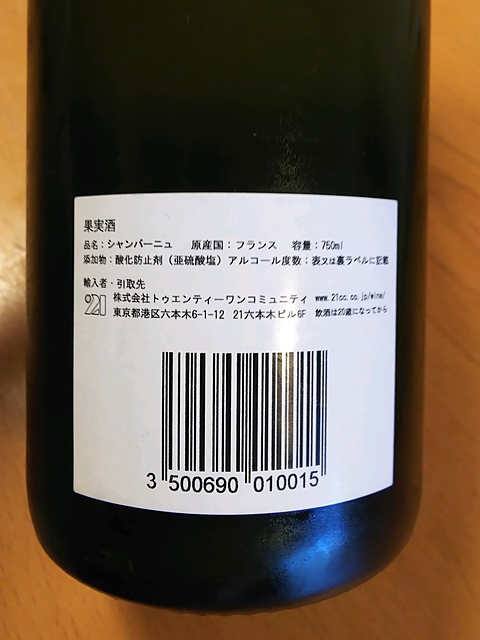 果実酒
品名：シャンパーニュ 原産国：フランス 容量：750ml
添加物：酸化防止剤（亜硫酸塩）アルコール度数：表又は裏ラベルに記載
輸入者・引取先
221 株式会社トゥエンティーワンコミュニティ www.21cc.co.jp/wine/
東京都港区六本木6-1-12 21六本木ビル6F 飲酒は20歳になってから
3 500690 010015